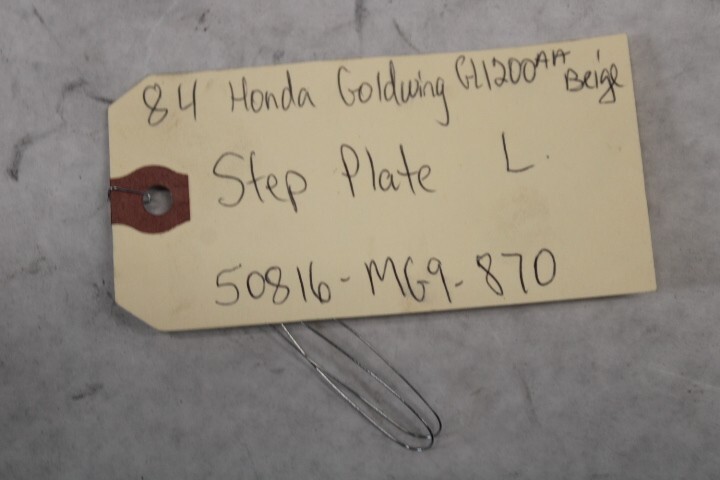 84 Honda Goldwing GL1200AA Beige
Step Plate L.
50816-MG9-870